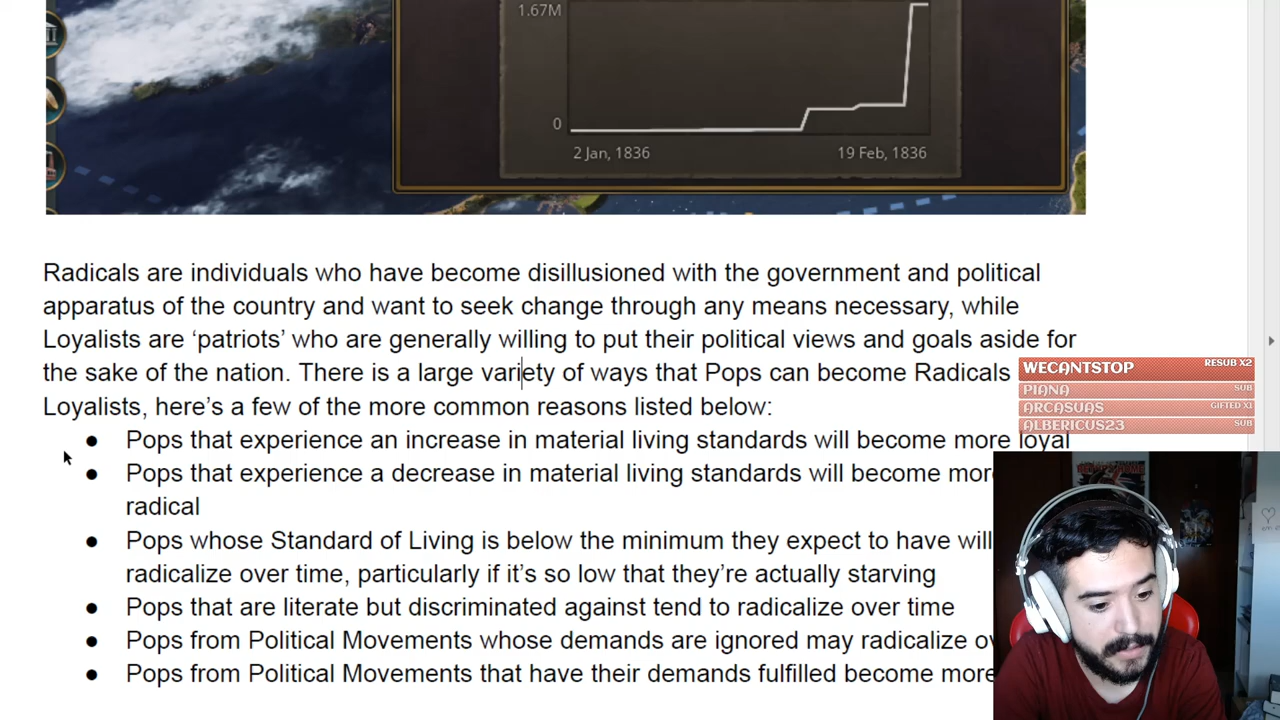 1.67M
0
2 Jan, 1836
19 Feb, 1836
Radicals are individuals who have become disillusioned with the government and political
apparatus of the country and want to seek change through any means necessary, while
Loyalists are ‘patriots’ who are generally willing to put their political views and goals aside for
the sake of the nation. There is a large variety of ways that Pops can become Radicals
Loyalists, here’s a few of the more common reasons listed below:
● Pops that experience an increase in material living standards will become more loyal
● Pops that experience a decrease in material living standards will become more
radical
● Pops whose Standard of Living is below the minimum they expect to have will
radicalize over time, particularly if it’s so low that they’re actually starving
● Pops that are literate but discriminated against tend to radicalize over time
● Pops from Political Movements whose demands are ignored may radicalize
● Pops from Political Movements that have their demands fulfilled become more
WECANTSTOP RESUB X2
PIANA SUB
ARCASUAS GIFTED X1
ALBERICUS23 SUB